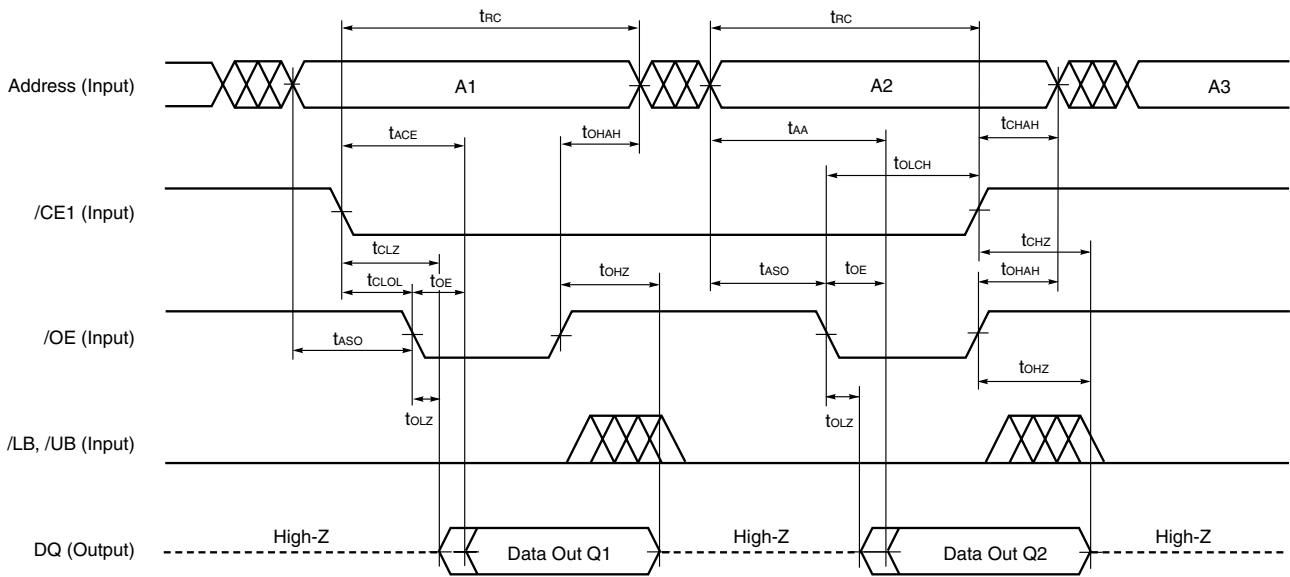 tRC tRC
Address (Input) A1 A2 A3
tACE tOHAH tAA tCHAH
tOLCH
/CE1 (Input)
tCLZ tCHZ
tCLOL tOE tOHZ tASO tOE tOHAH
/OE (Input)
tASO tOHZ
tOLZ tOLZ
/LB, /UB (Input)
High-Z High-Z High-Z
DQ (Output) Data Out Q1 Data Out Q2